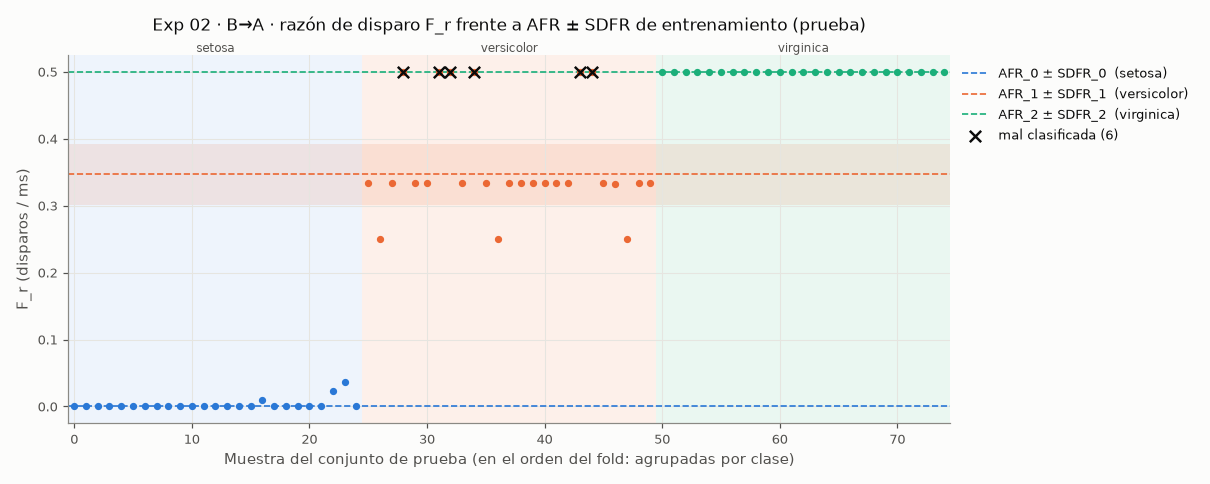 Exp 02 · B→A · razón de disparo F_r frente a AFR ± SDFR de entrenamiento (prueba)
setosa
versicolor
virginica
0.5
0.4
0.3
0.2
0.1
0.0
F_r (disparos / ms)
0
10
20
30
40
50
60
70
Muestra del conjunto de prueba (en el orden del fold: agrupadas por clase)
AFR_0 ± SDFR_0 (setosa)
AFR_1 ± SDFR_1 (versicolor)
AFR_2 ± SDFR_2 (virginica)
mal clasificada (6)